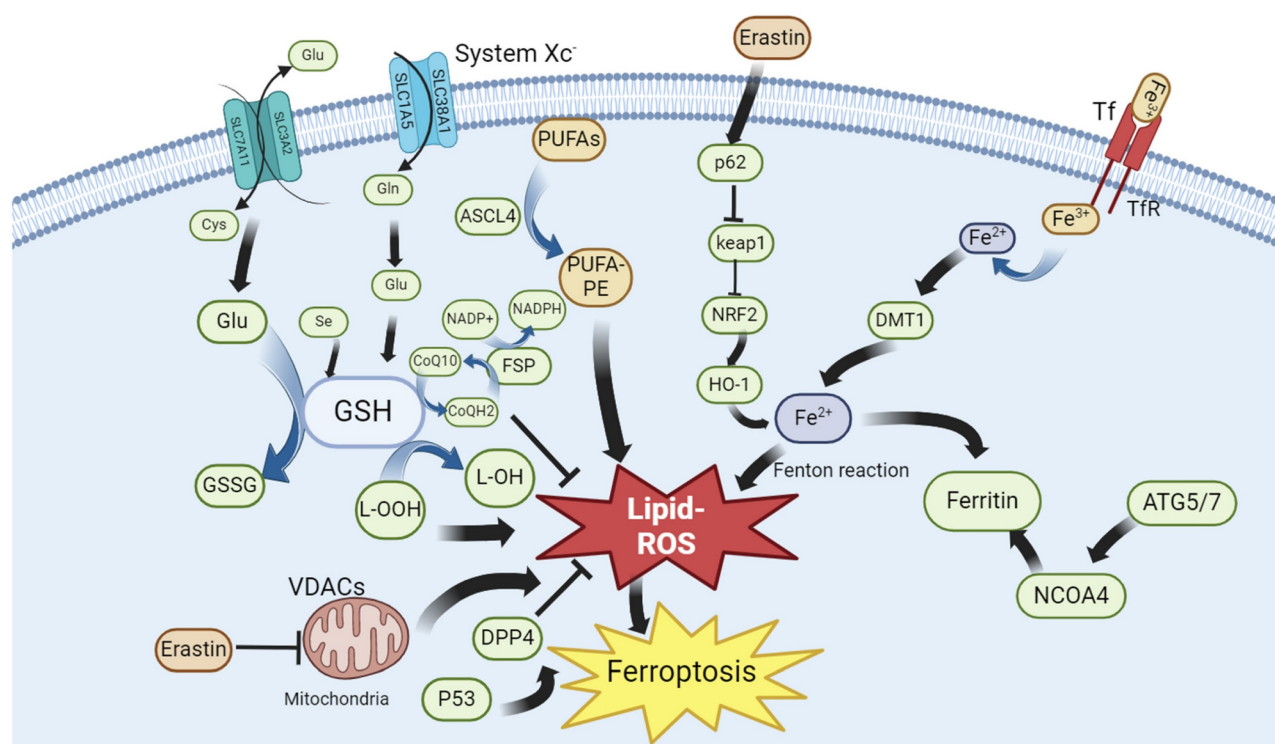 Glu
System Xc-
SLC7A11
SLC3A2
SLC1A5
SLC38A1
Cys
Gln
Glu
Glu
Se
GSH
GSSG
L-OOH
L-OH
CoQ10
CoQH2
NADP+
NADPH
FSP
PUFAs
ASCL4
PUFA-
PE
Erastin
p62
keap1
NRF2
HO-1
Fe3+
Tf
TfR
Fe3+
Fe2+
DMT1
Fe2+
Fenton reaction
Ferritin
ATG5/7
NCOA4
Lipid-
ROS
VDACs
Erastin
Mitochondria
DPP4
P53
Ferroptosis